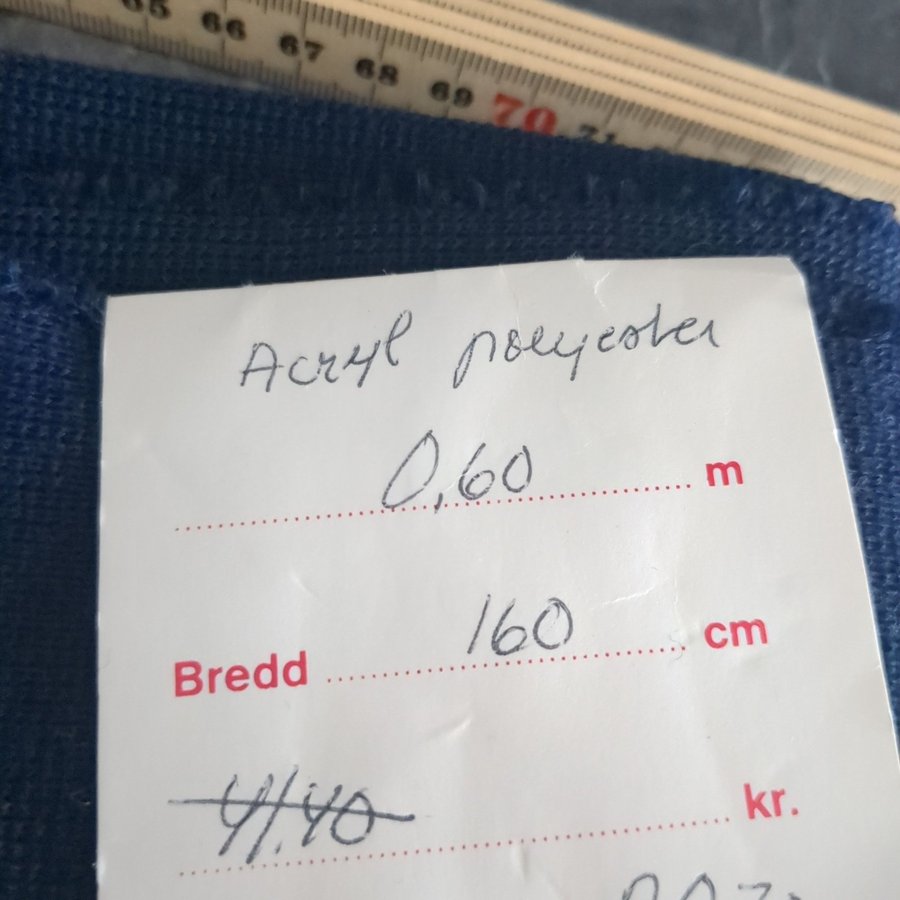 65 66 67 68 69 70 71
Acryl polyester
0,60 m
Bredd 160 cm
41.40 kr.